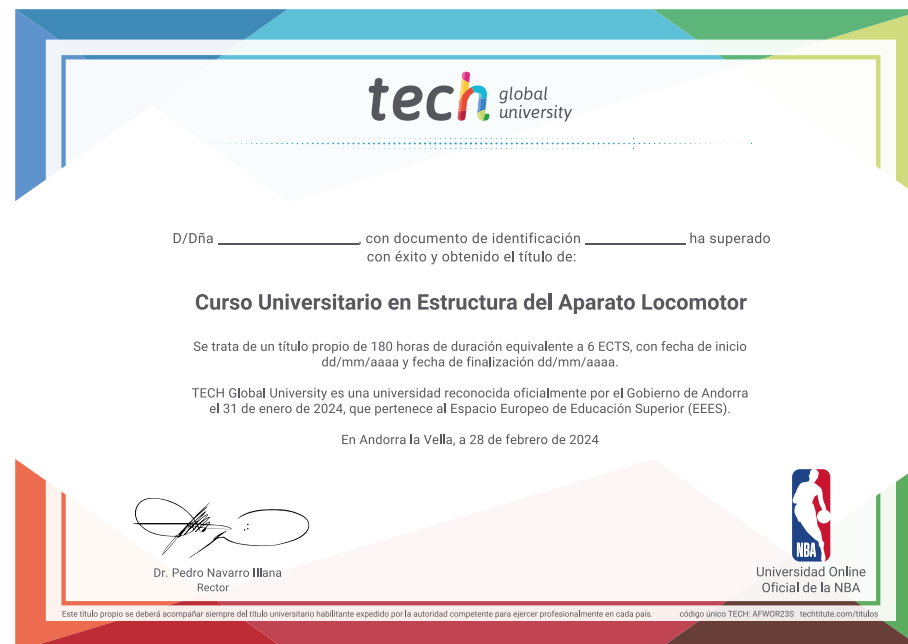 tech global university
D/Dña ____________, con documento de identificación ____________ ha superado
con éxito y obtenido el título de:
Curso Universitario en Estructura del Aparato Locomotor
Se trata de un título propio de 180 horas de duración equivalente a 6 ECTS, con fecha de inicio
dd/mm/aaaa y fecha de finalización dd/mm/aaaa.
TECH Global University es una universidad reconocida oficialmente por el Gobierno de Andorra
el 31 de enero de 2024, que pertenece al Espacio Europeo de Educación Superior (EEES).
En Andorra la Vella, a 28 de febrero de 2024
Dr. Pedro Navarro Illana
Rector
NBA
Universidad Online
Oficial de la NBA
Este título propio se deberá acompañar siempre del título universitario habilitante expedido por la autoridad competente para ejercer profesionalmente en cada país.
código único TECH: AFWOR23S techtitute.com/titulos